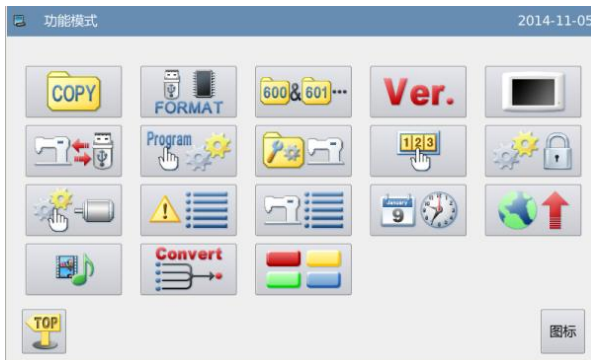 功能模式 2014-11-05
COPY FORMAT 600&601··· Ver.
Program 123
January 9
Convert
TOP 图标